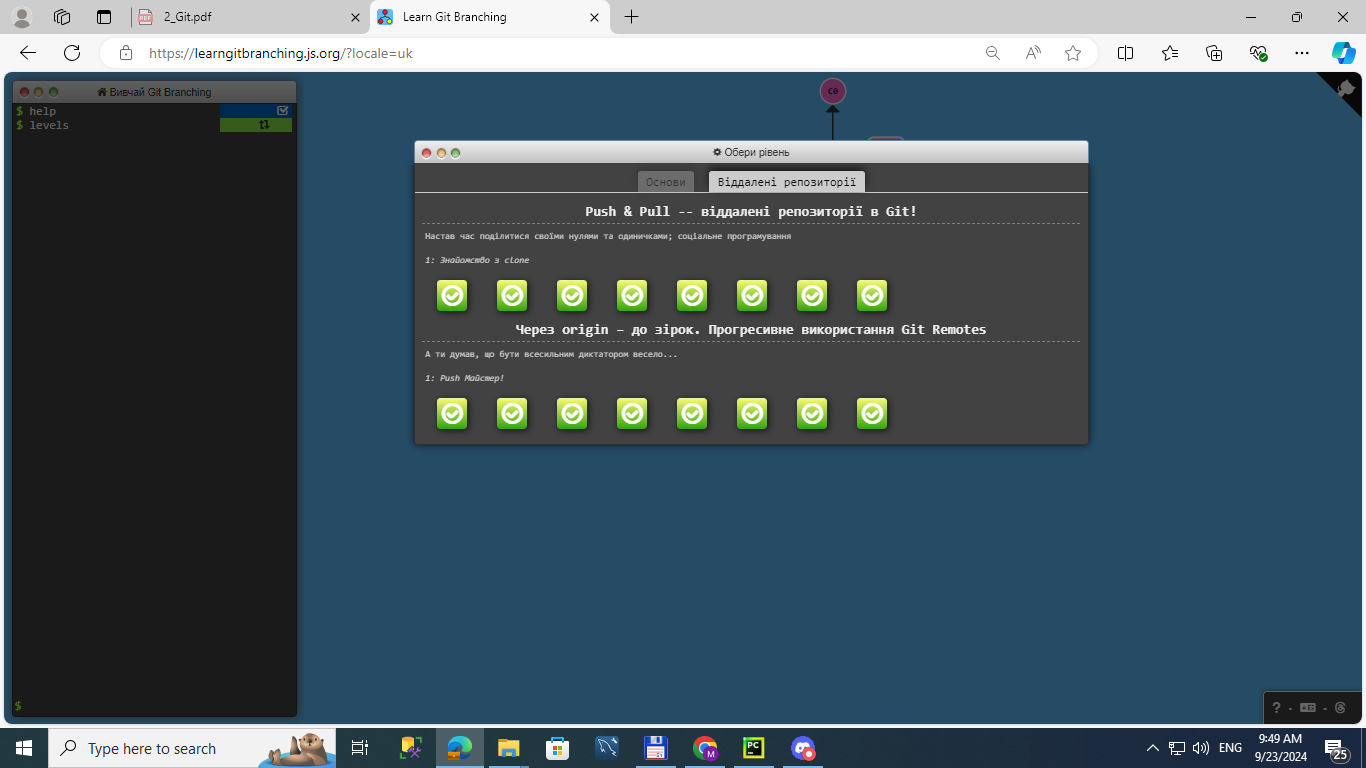 2_Git.pdf
Learn Git Branching
https://learngitbranching.js.org/?locale=uk
Вивчай Git Branching
$ help
$ levels
C0
Обери рівень
Основи
Віддалені репозиторії
Push & Pull -- віддалені репозиторії в Git!
Настав час поділитися своїми нулями та одиничками; соціальне програмування
1: Знайомство з clone
Через origin – до зірок. Прогресивне використання Git Remotes
А ти думав, що бути всесильним диктатором весело...
1: Push Майстер!
$
?
Type here to search
PC
M
ENG
9:49 AM
9/23/2024
25